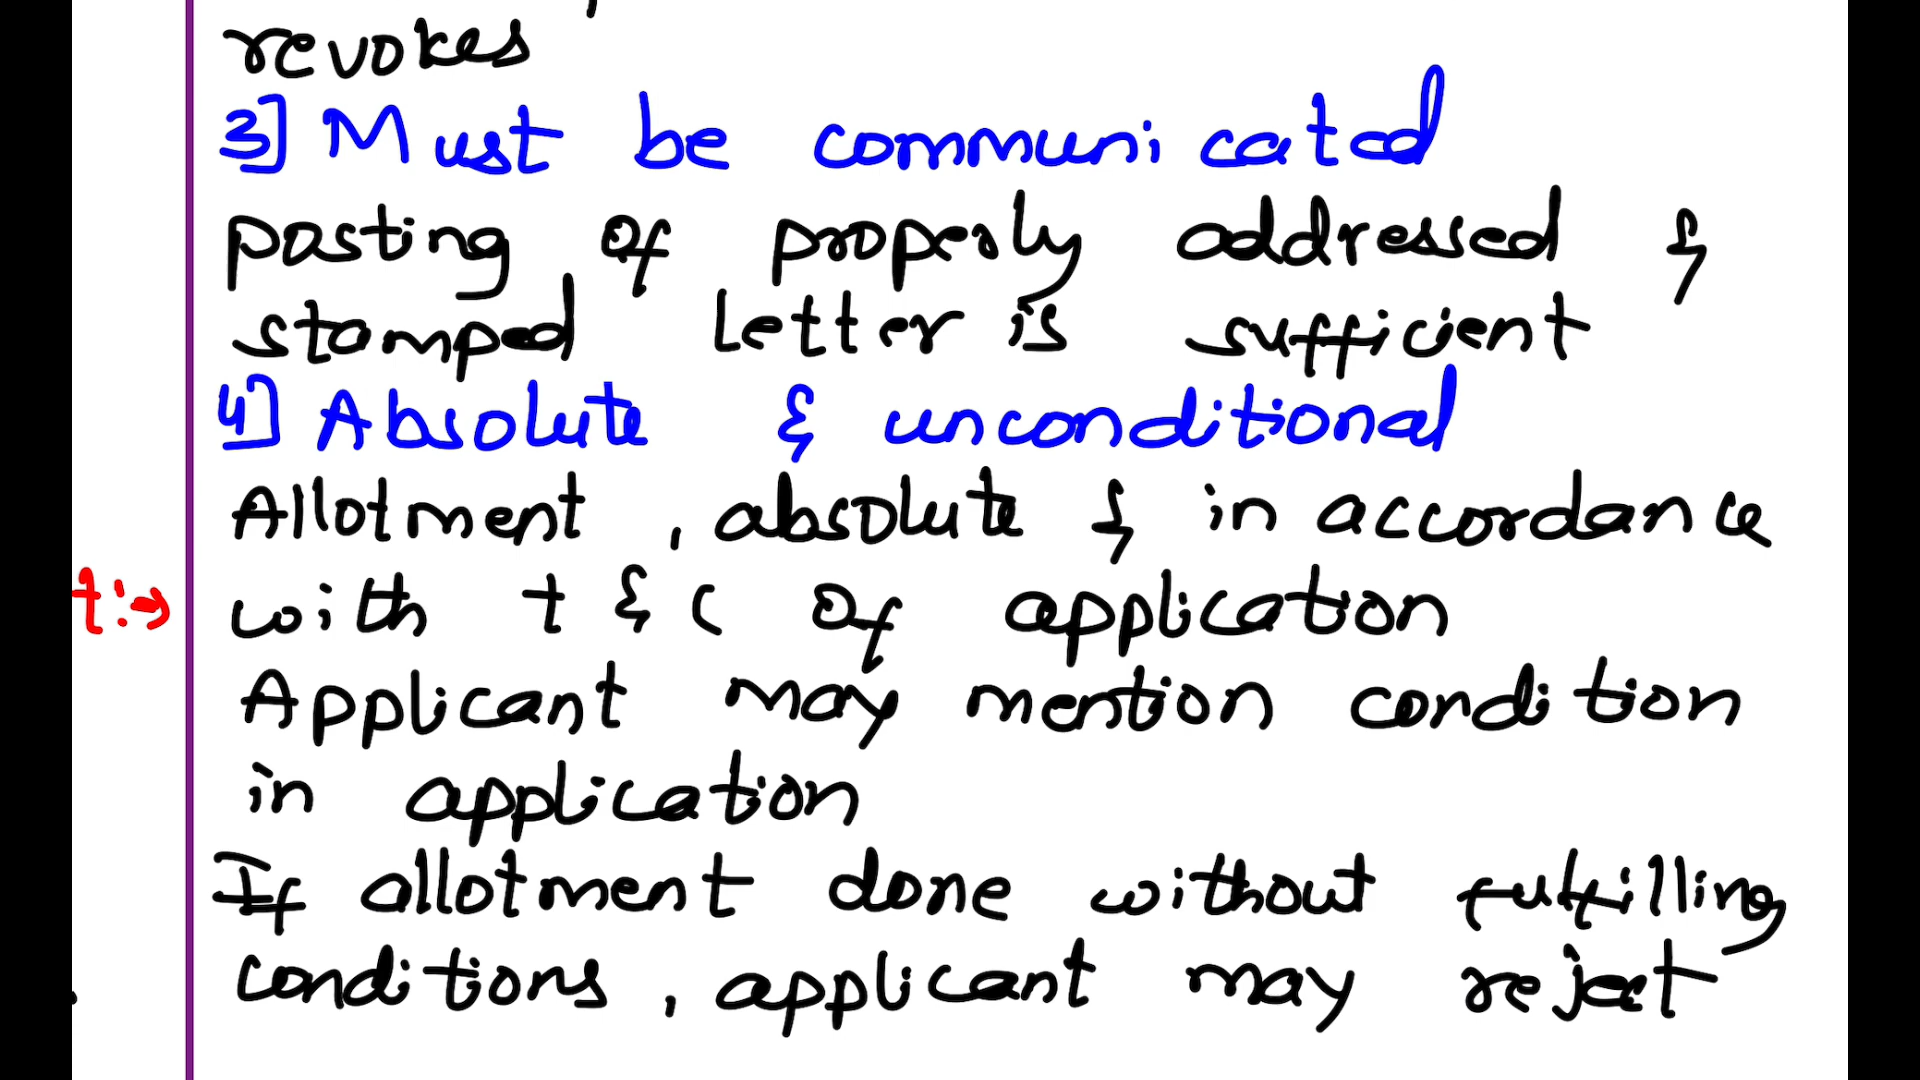 revokes
3] Must be communicated
posting of properly addressed &
stamped letter is sufficient
4] Absolute & unconditional
Allotment, absolute & in accordance
t:→ with t & c of application
Applicant may mention condition
in application
If allotment done without fulfilling
conditions, applicant may reject